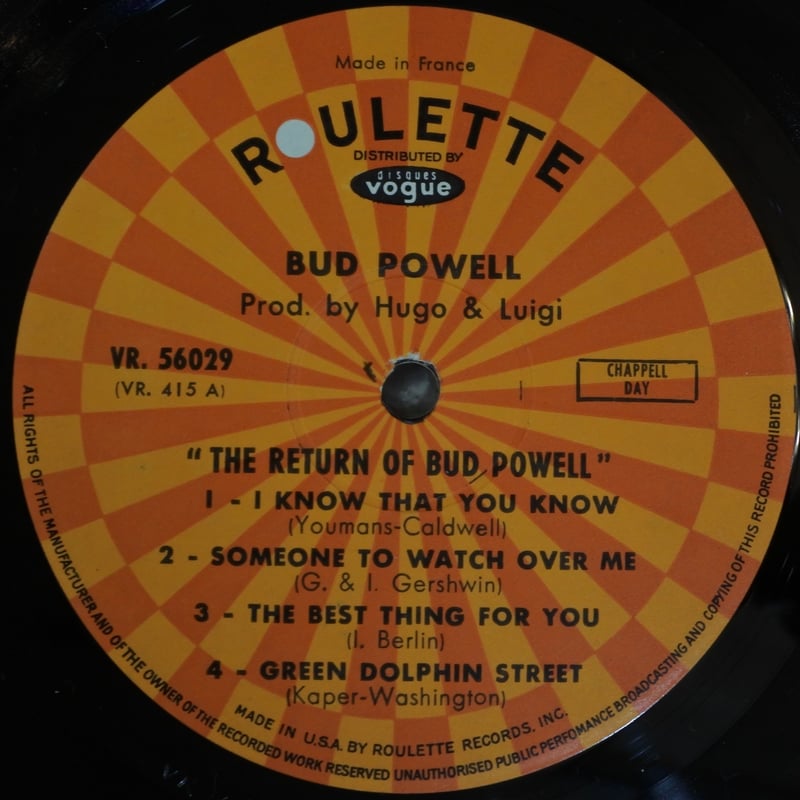 Made in France
ROULETTE
DISTRIBUTED BY
disques
vogue
BUD POWELL
Prod. by Hugo & Luigi
VR. 56029
(VR. 415 A)
CHAPPELL
DAY
"THE RETURN OF BUD POWELL"
1 - I KNOW THAT YOU KNOW
(Youmans-Caldwell)
2 - SOMEONE TO WATCH OVER ME
(G. & I. Gershwin)
3 - THE BEST THING FOR YOU
(I. Berlin)
4 - GREEN DOLPHIN STREET
(Kaper-Washington)
MADE IN U.S.A. BY ROULETTE RECORDS, INC.
ALL RIGHTS OF THE MANUFACTURER AND OF THE OWNER OF THE RECORDED WORK RESERVED UNAUTHORISED PUBLIC PERFOMANCE BROADCASTING AND COPYING OF THIS RECORD PROHIBITED